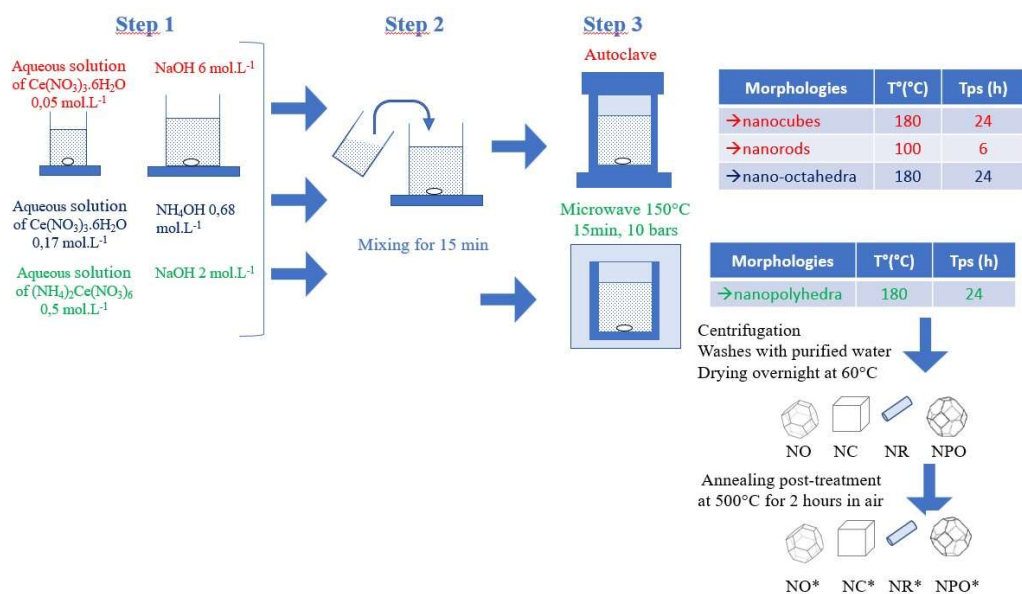 Step 1
Step 2
Step 3
Aqueous solution
of Ce(NO₃)₃.6H₂O
0,05 mol.L⁻¹
NaOH 6 mol.L⁻¹
Aqueous solution
of Ce(NO₃)₃.6H₂O
0,17 mol.L⁻¹
NH₄OH 0,68
mol.L⁻¹
Aqueous solution
of (NH₄)₂Ce(NO₃)₆
0,5 mol.L⁻¹
NaOH 2 mol.L⁻¹
Mixing for 15 min
Autoclave
Microwave 150°C
15min, 10 bars
Morphologies T°(°C) Tps (h)
→nanocubes 180 24
→nanorods 100 6
→nano-octahedra 180 24
Morphologies T°(°C) Tps (h)
→nanopolyhedra 180 24
Centrifugation
Washes with purified water
Drying overnight at 60°C
NO NC NR NPO
Annealing post-treatment
at 500°C for 2 hours in air
NO* NC* NR* NPO*